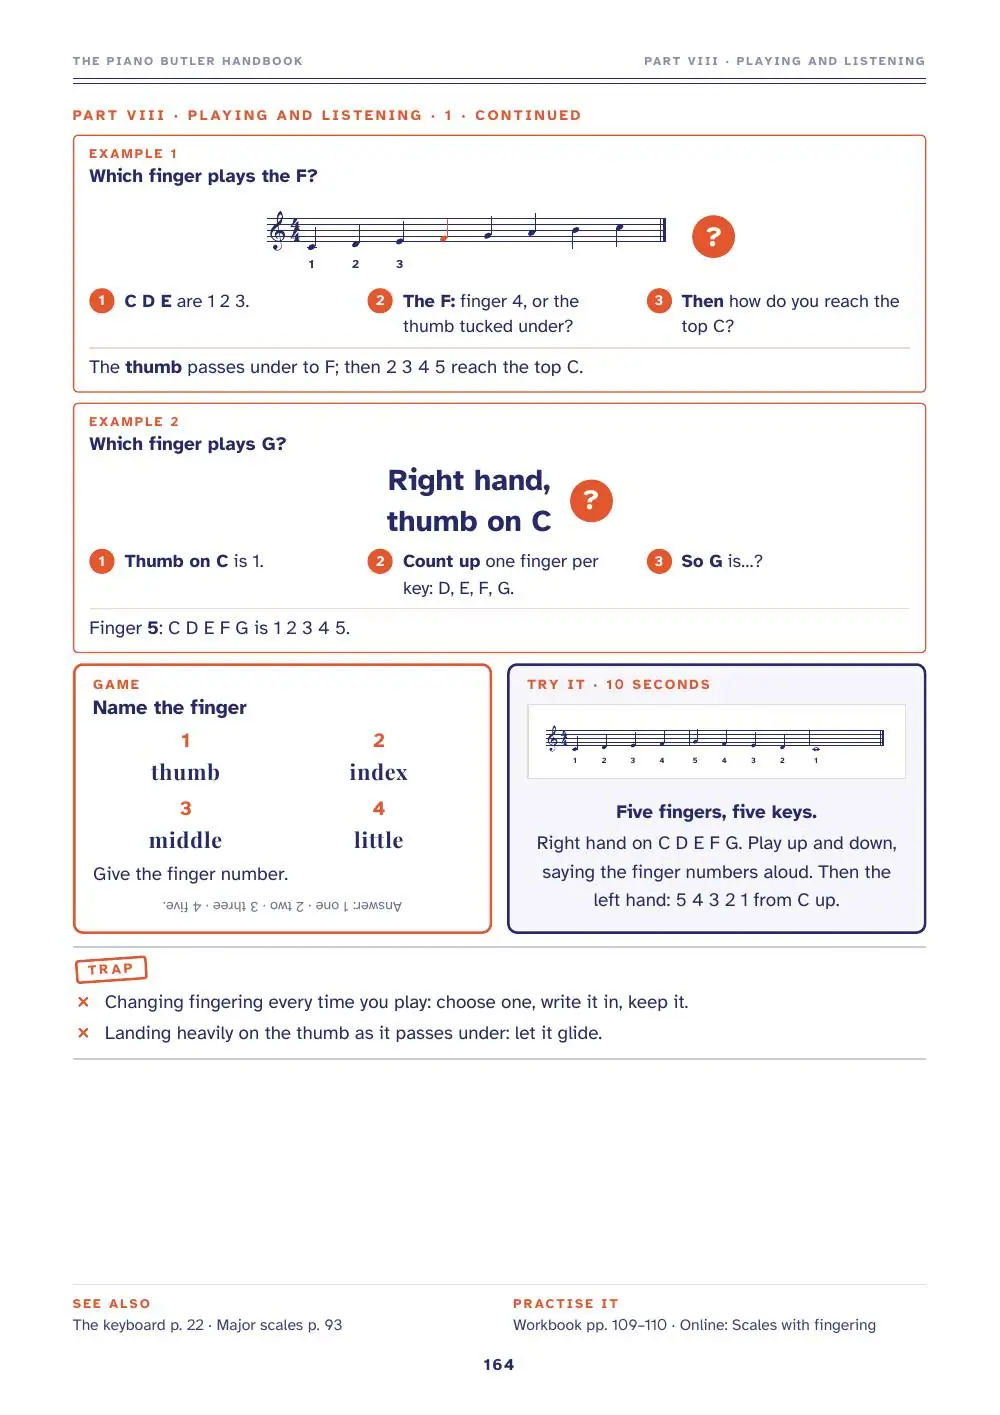 THE PIANO BUTLER HANDBOOK
PART VIII · PLAYING AND LISTENING
PART VIII · PLAYING AND LISTENING · 1 · CONTINUED
EXAMPLE 1
Which finger plays the F?
1 2 3
?
1 C D E are 1 2 3.
2 The F: finger 4, or the
thumb tucked under?
3 Then how do you reach the
top C?
The thumb passes under to F; then 2 3 4 5 reach the top C.
EXAMPLE 2
Which finger plays G?
Right hand,
thumb on C
?
1 Thumb on C is 1.
2 Count up one finger per
key: D, E, F, G.
3 So G is...?
Finger 5: C D E F G is 1 2 3 4 5.
GAME
Name the finger
1 2
thumb index
3 4
middle little
Give the finger number.
Answer: 1 one · 2 two · 3 three · 4 five.
TRY IT · 10 SECONDS
1 2 3 4 5 4 3 2 1
Five fingers, five keys.
Right hand on C D E F G. Play up and down,
saying the finger numbers aloud. Then the
left hand: 5 4 3 2 1 from C up.
TRAP
× Changing fingering every time you play: choose one, write it in, keep it.
× Landing heavily on the thumb as it passes under: let it glide.
SEE ALSO
The keyboard p. 22 · Major scales p. 93
PRACTISE IT
Workbook pp. 109–110 · Online: Scales with fingering
164